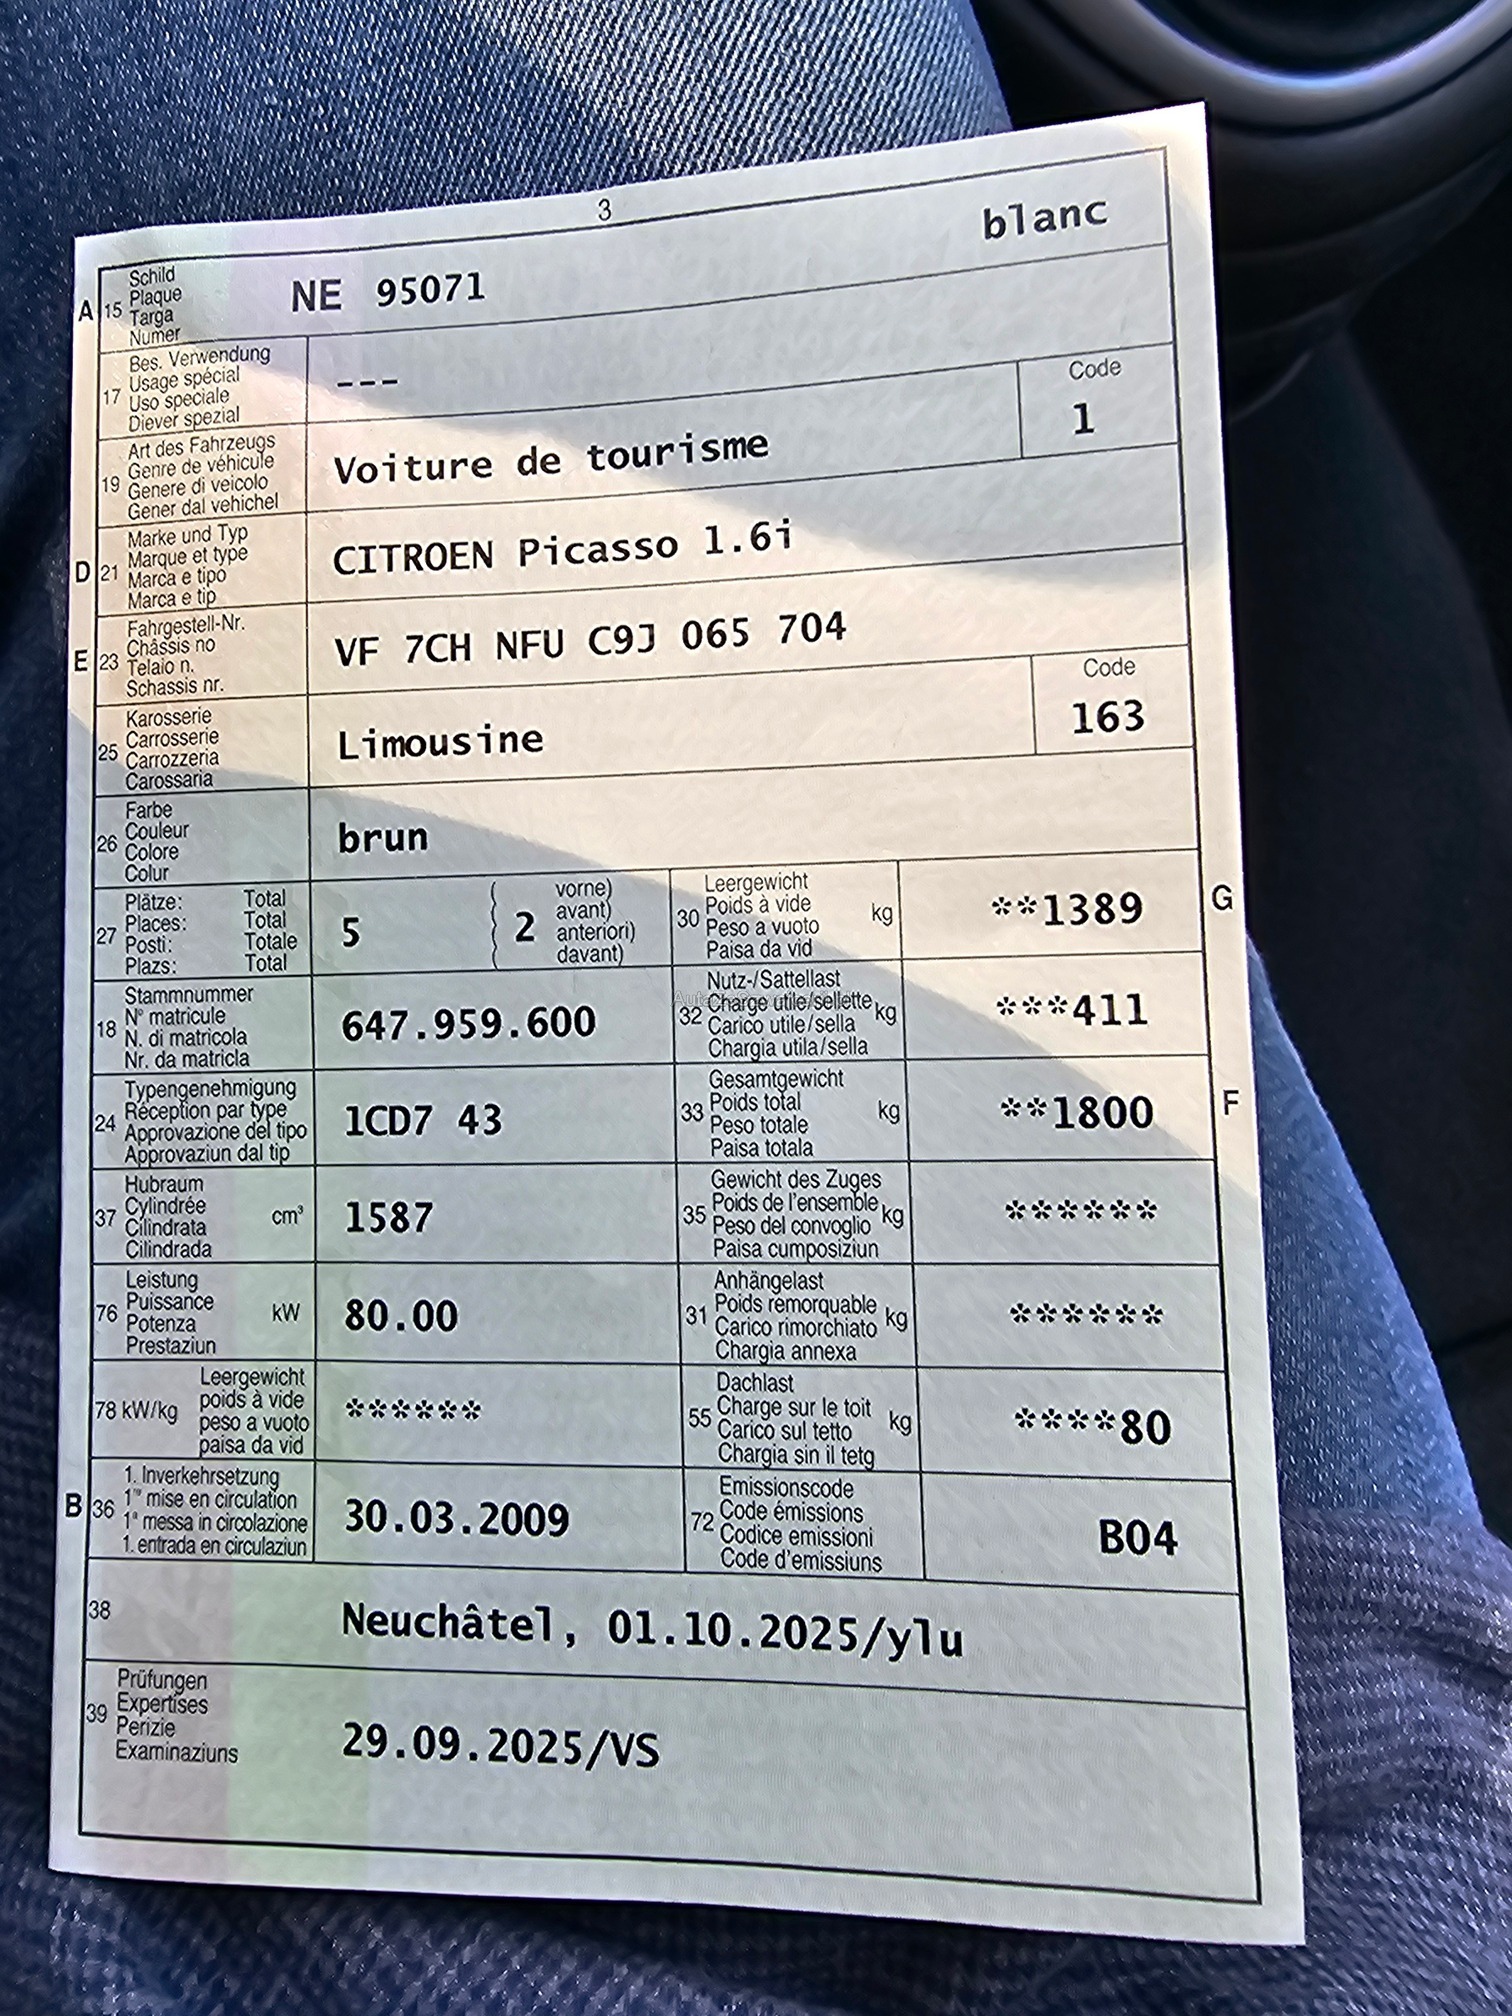 3
blanc
A 15 Schild
Plaque
Targa
Numer
NE 95071
17 Bes. Verwendung
Usage spécial
Uso speciale
Diever spezial
---
19 Art des Fahrzeugs
Genre de véhicule
Genere di veicolo
Gener dal vehichel
Voiture de tourisme
Code
1
D 21 Marke und Typ
Marque et type
Marca e tipo
Marca e tip
CITROEN Picasso 1.6i
E 23 Fahrgestell-Nr.
Châssis no
Telaio n.
Schassis nr.
VF 7CH NFU C9J 065 704
25 Karosserie
Carrosserie
Carrozzeria
Carossaria
Limousine
Code
163
26 Farbe
Couleur
Colore
Colur
brun
27 Plätze: Total
Places: Total
Posti: Totale
Plazs: Total
5
( 2 vorne)
avant)
anteriori)
davant)
30 Leergewicht
Poids à vide
Peso a vuoto
Paisa da vid
kg
**1389
G
18 Stammnummer
N° matricule
N. di matricola
Nr. da matricla
647.959.600
32 Nutz-/Sattellast
Charge utile/sellette
Carico utile/sella
Chargia utila/sella
kg
***411
24 Typengenehmigung
Réception par type
Approvazione del tipo
Approvaziun dal tip
1CD7 43
33 Gesamtgewicht
Poids total
Peso totale
Paisa totala
kg
**1800
F
37 Hubraum
Cylindrée
Cilindrata
Cilindrada
cm³
1587
35 Gewicht des Zuges
Poids de l'ensemble
Peso del convoglio
Paisa cumposiziun
kg
******
76 Leistung
Puissance
Potenza
Prestaziun
kW
80.00
31 Anhängelast
Poids remorquable
Carico rimorchiato
Chargia annexa
kg
******
78 kW/kg
Leergewicht
poids à vide
peso a vuoto
paisa da vid
******
55 Dachlast
Charge sur le toit
Carico sul tetto
Chargia sin il tetg
kg
****80
B 36 1. Inverkehrsetzung
1re mise en circulation
1a messa in circolazione
1. entrada en circulaziun
30.03.2009
72 Emissionscode
Code émissions
Codice emissioni
Code d'emissiuns
B04
38
Neuchâtel, 01.10.2025/ylu
39 Prüfungen
Expertises
Perizie
Examinaziuns
29.09.2025/VS